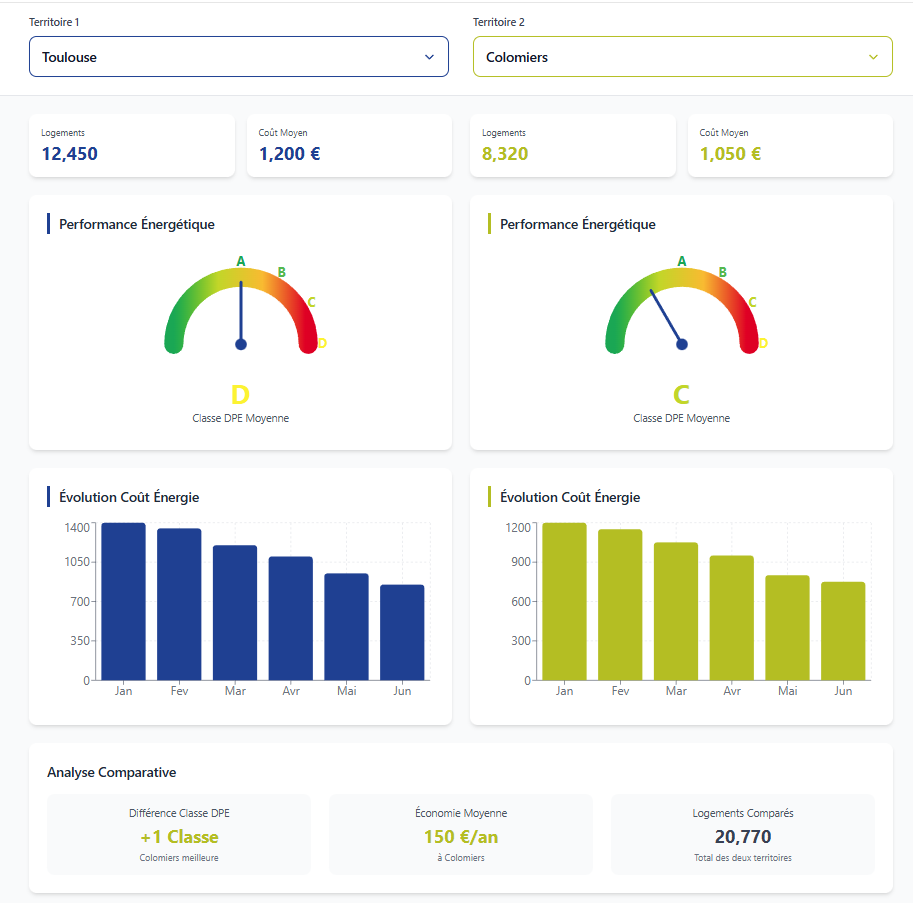 Territoire 1
Territoire 2
Toulouse
Colomiers
Logements
12,450
Coût Moyen
1,200 €
Logements
8,320
Coût Moyen
1,050 €
Performance Énergétique
A
B
C
D
D
Classe DPE Moyenne
Performance Énergétique
A
B
C
D
C
Classe DPE Moyenne
Évolution Coût Énergie
1400
1050
700
350
0
Jan Fev Mar Avr Mai Jun
Évolution Coût Énergie
1200
900
600
300
0
Jan Fev Mar Avr Mai Jun
Analyse Comparative
Différence Classe DPE
+1 Classe
Colomiers meilleure
Économie Moyenne
150 €/an
à Colomiers
Logements Comparés
20,770
Total des deux territoires